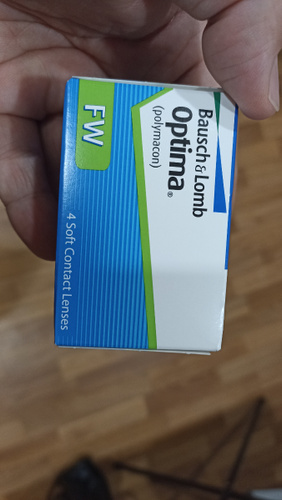 Bausch & Lomb
Optima®
(polymacon)
FW
4 Soft Contact Lenses